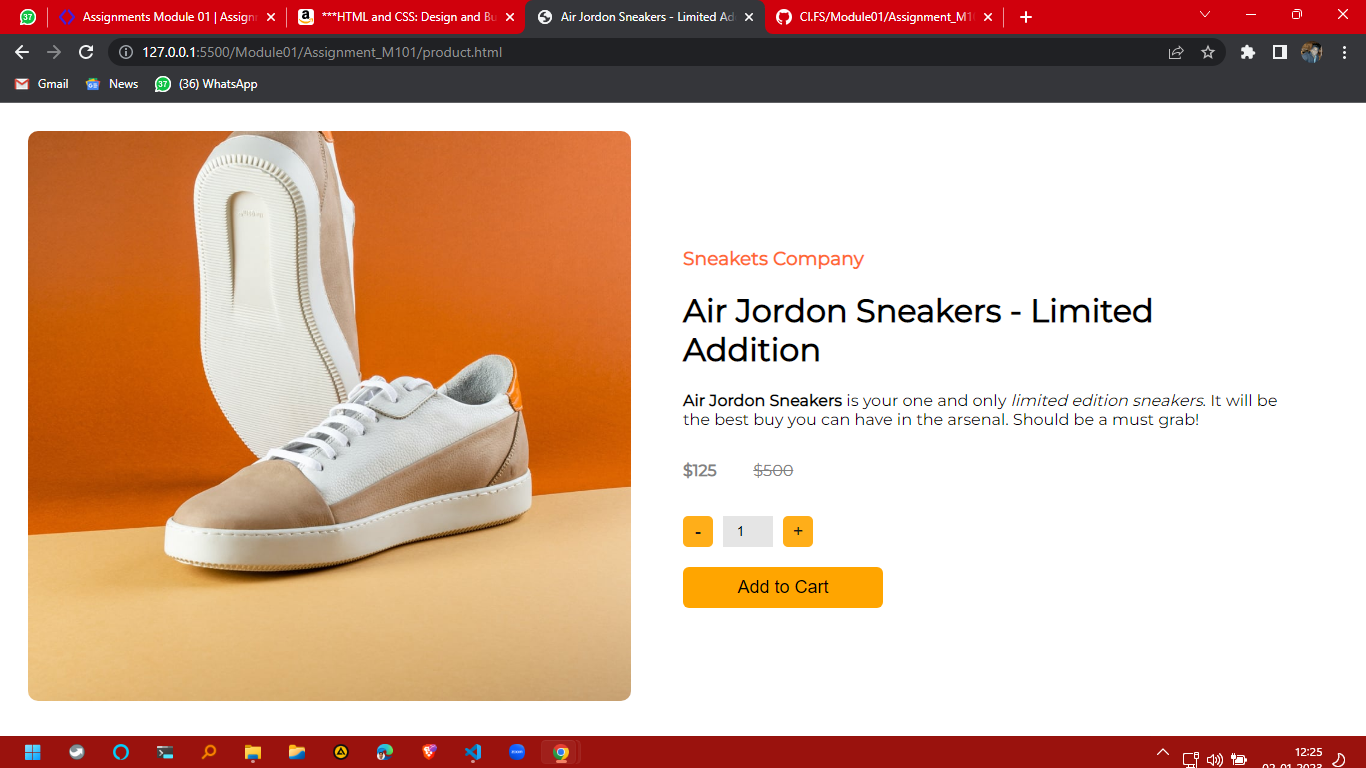 37
Assignments Module 01 | Assignm
***HTML and CSS: Design and Bu
Air Jordon Sneakers - Limited Ad
CI.FS/Module01/Assignment_M1
127.0.0.1:5500/Module01/Assignment_M101/product.html
Gmail
News
37
(36) WhatsApp
Sneakets Company
Air Jordon Sneakers - Limited
Addition
Air Jordon Sneakers is your one and only limited edition sneakers. It will be
the best buy you can have in the arsenal. Should be a must grab!
$125 $500
- 1 +
Add to Cart
12:25
02-01-2023